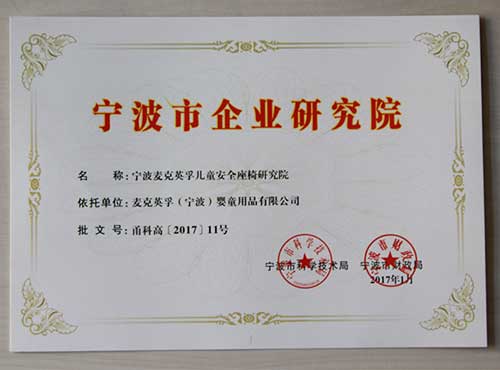 宁波市企业研究院
名 称：宁波麦克英孚儿童安全座椅研究院
依托单位：麦克英孚（宁波）婴童用品有限公司
批 文 号：甬科高〔2017〕11号
宁波市科学技术局 宁波市财政局
2017年1月